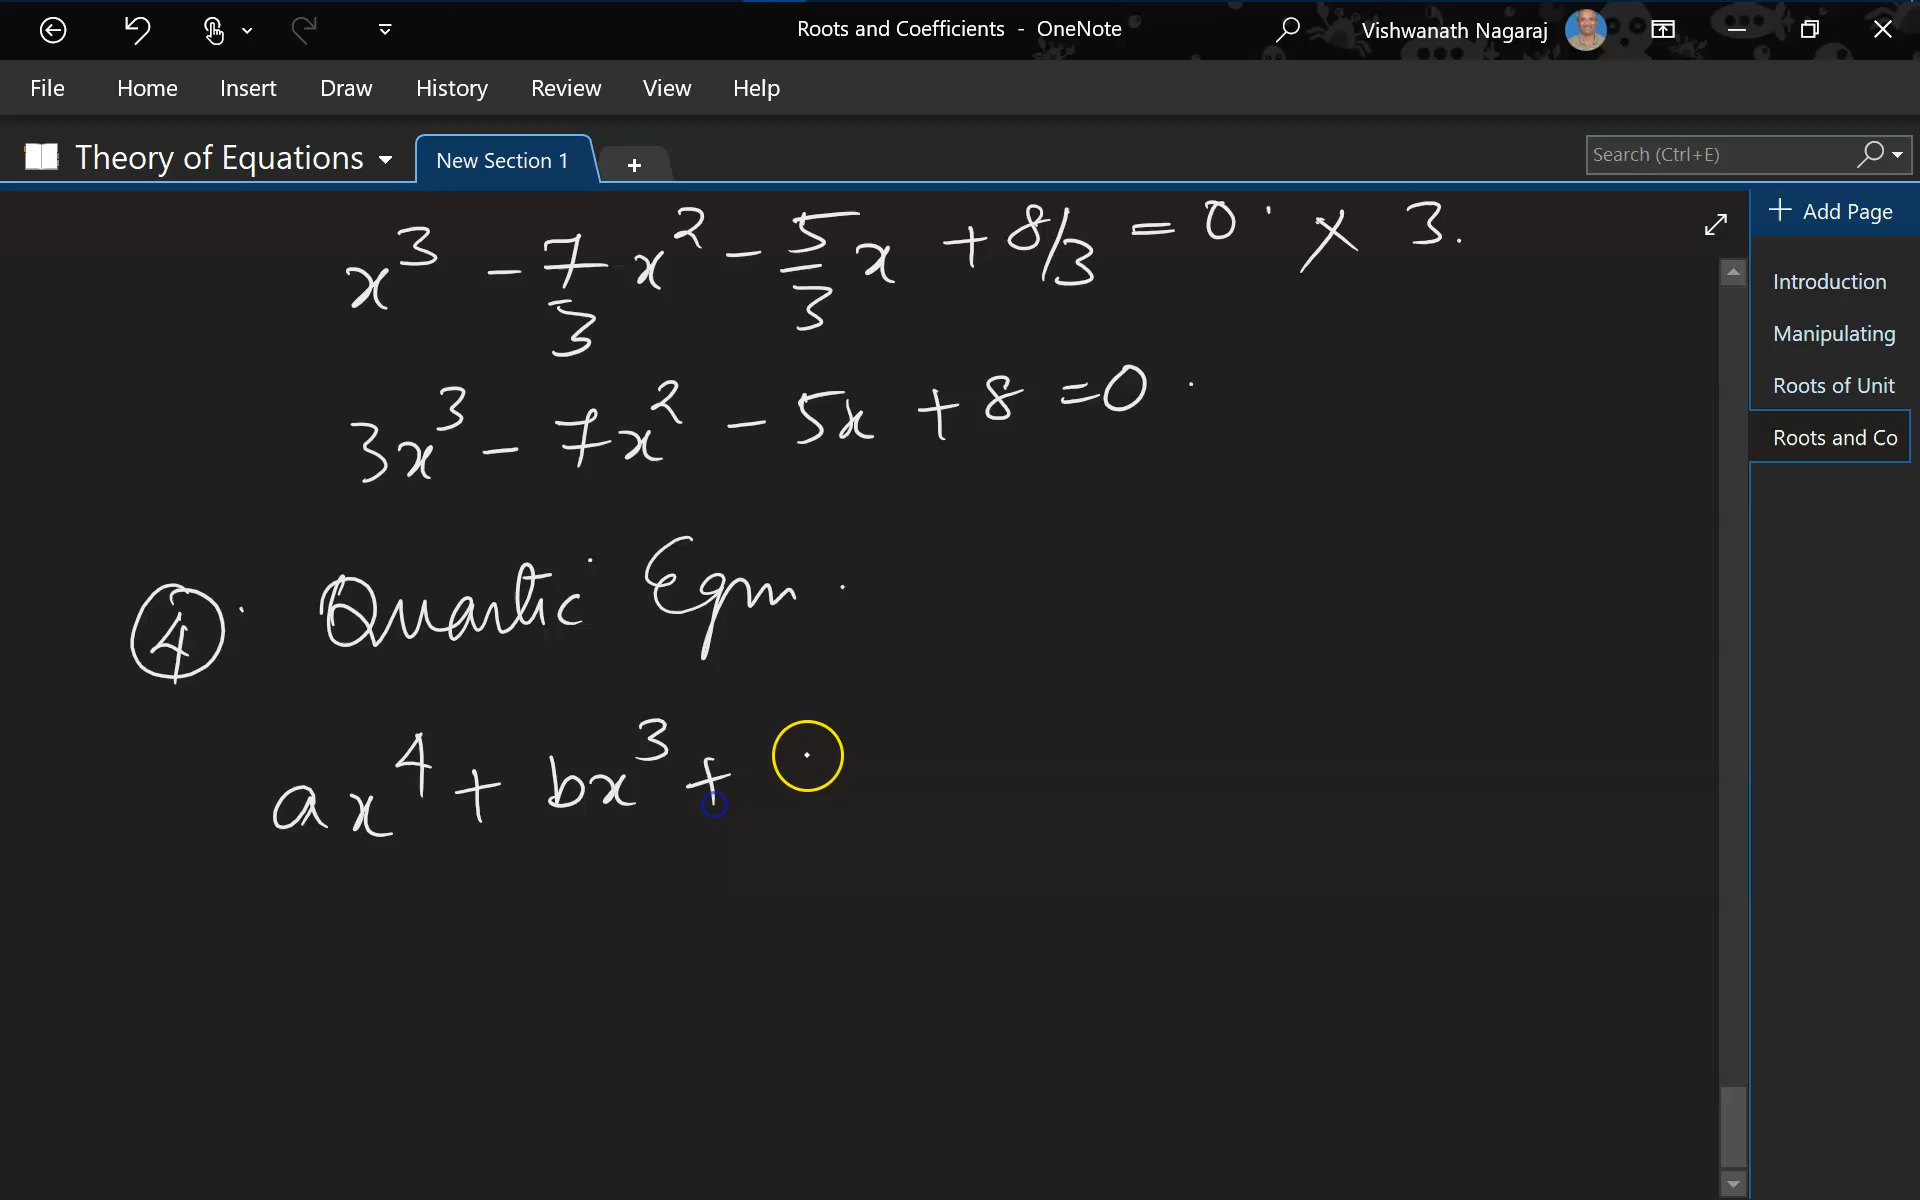 Roots and Coefficients - OneNote
Vishwanath Nagaraj
File Home Insert Draw History Review View Help
Theory of Equations
New Section 1
+
Search (Ctrl+E)
+ Add Page
Introduction
Manipulating
Roots of Unit
Roots and Co
x³ - 7/3 x² - 5/3 x + 8/3 = 0. × 3.
3x³ - 7x² - 5x + 8 = 0.
④. Quartic Eqn.
ax⁴ + bx³ +